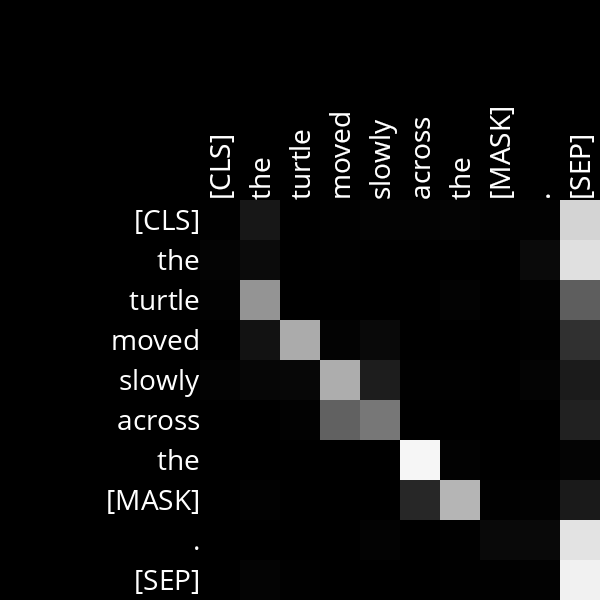 [CLS]
the
turtle
moved
slowly
across
the
[MASK]
.
[SEP]
[CLS]
the
turtle
moved
slowly
across
the
[MASK]
.
[SEP]